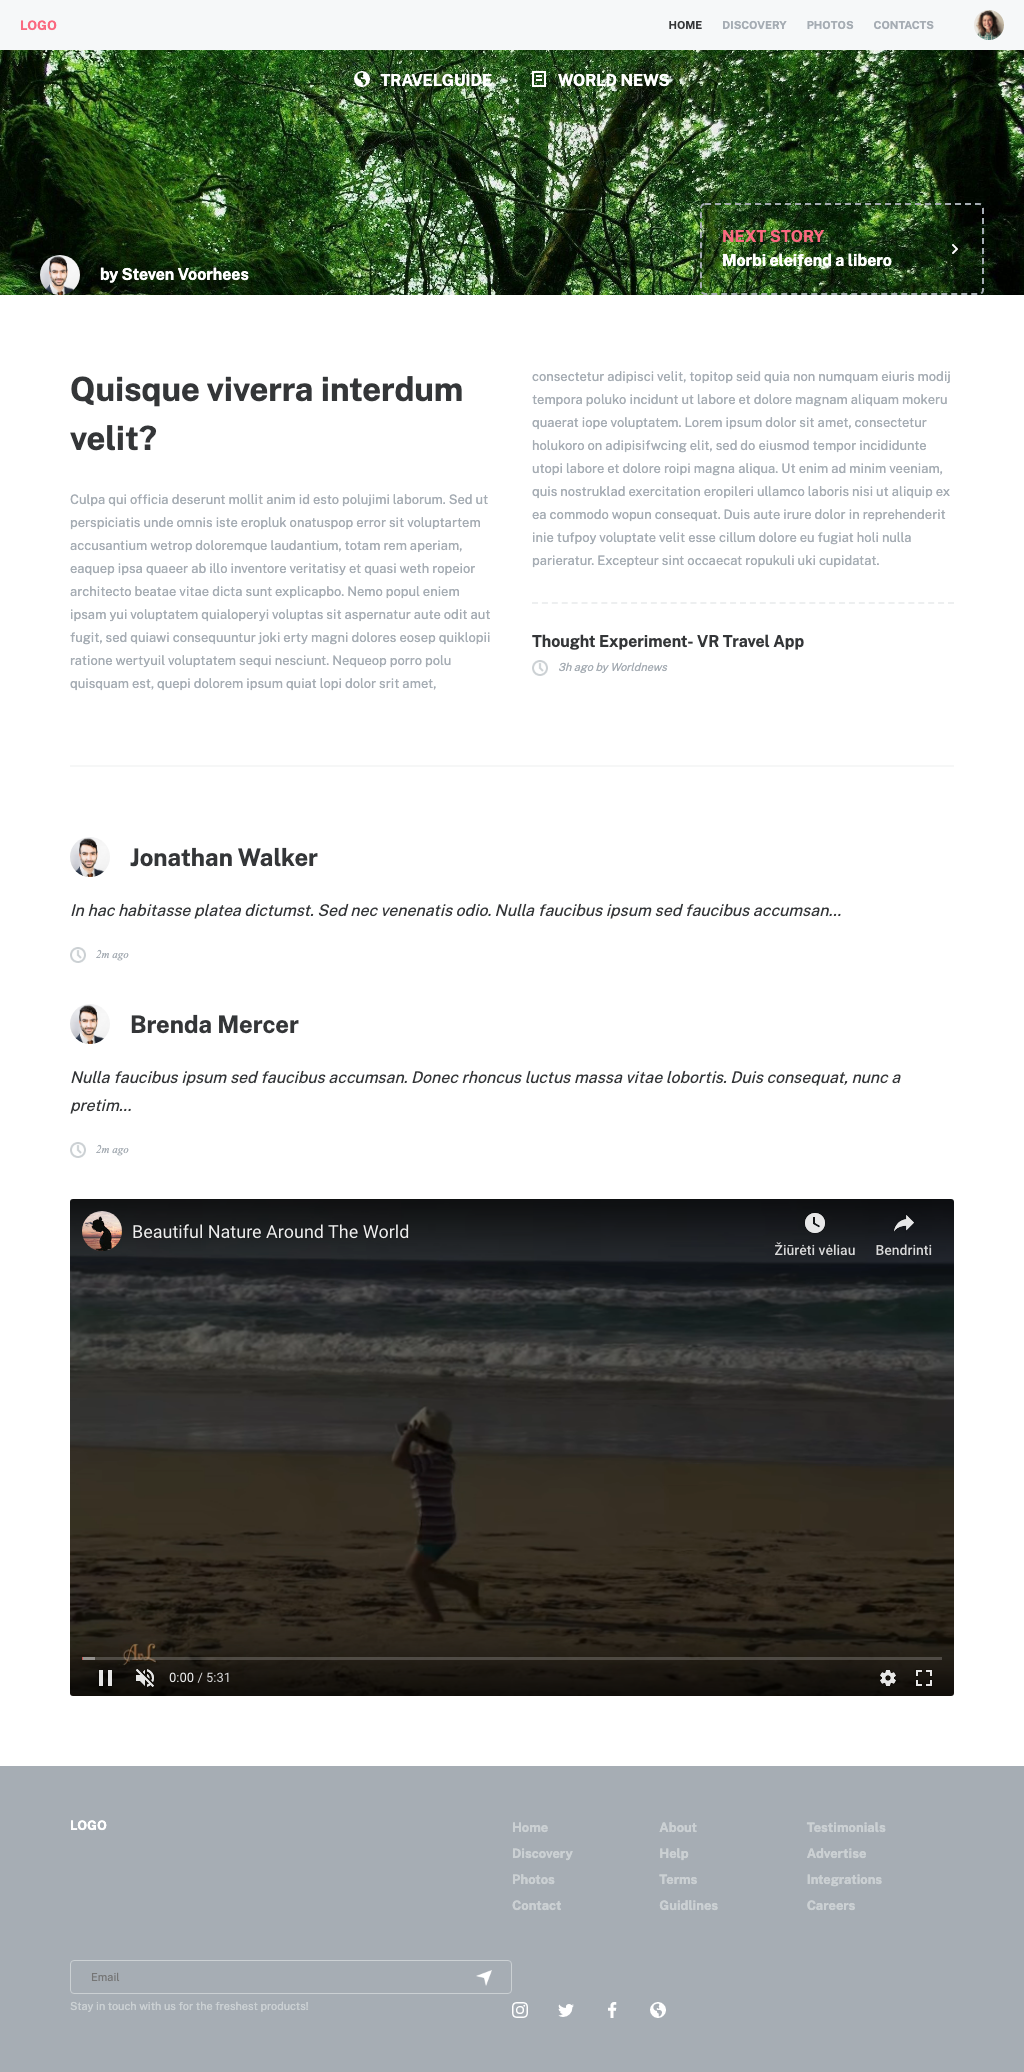 LOGO
HOME DISCOVERY PHOTOS CONTACTS
TRAVELGUIDE WORLD NEWS
NEXT STORY
Morbi eleifend a libero
by Steven Voorhees
Quisque viverra interdum
velit?
Culpa qui officia deserunt mollit anim id esto polujimi laborum. Sed ut
perspiciatis unde omnis iste eropluk onatuspop error sit voluptartem
accusantium wetrop doloremque laudantium, totam rem aperiam,
eaquep ipsa quaeer ab illo inventore veritatisy et quasi weth ropeior
architecto beatae vitae dicta sunt explicapbo. Nemo popul eniem
ipsam yui voluptatem quialoperyi voluptas sit aspernatur aute odit aut
fugit, sed quiawi consequuntur joki erty magni dolores eosep quiklopii
ratione wertyuil voluptatem sequi nesciunt. Nequeop porro polu
quisquam est, quepi dolorem ipsum quiat lopi dolor srit amet,
consectetur adipisci velit, topitop seid quia non numquam eiuris modij
tempora poluko incidunt ut labore et dolore magnam aliquam mokeru
quaerat iope voluptatem. Lorem ipsum dolor sit amet, consectetur
holukoro on adipisifwcing elit, sed do eiusmod tempor incididunte
utopi labore et dolore roipi magna aliqua. Ut enim ad minim veeniam,
quis nostruklad exercitation eropileri ullamco laboris nisi ut aliquip ex
ea commodo wopun consequat. Duis aute irure dolor in reprehenderit
inie tufpoy voluptate velit esse cillum dolore eu fugiat holi nulla
parieratur. Excepteur sint occaecat ropukuli uki cupidatat.
Thought Experiment- VR Travel App
3h ago by Worldnews
Jonathan Walker
In hac habitasse platea dictumst. Sed nec venenatis odio. Nulla faucibus ipsum sed faucibus accumsan...
2m ago
Brenda Mercer
Nulla faucibus ipsum sed faucibus accumsan. Donec rhoncus luctus massa vitae lobortis. Duis consequat, nunc a
pretim...
2m ago
Beautiful Nature Around The World
Žiūrėti vėliau Bendrinti
ArL
0:00 / 5:31
LOGO
Home About Testimonials
Discovery Help Advertise
Photos Terms Integrations
Contact Guidlines Careers
Email
Stay in touch with us for the freshest products!